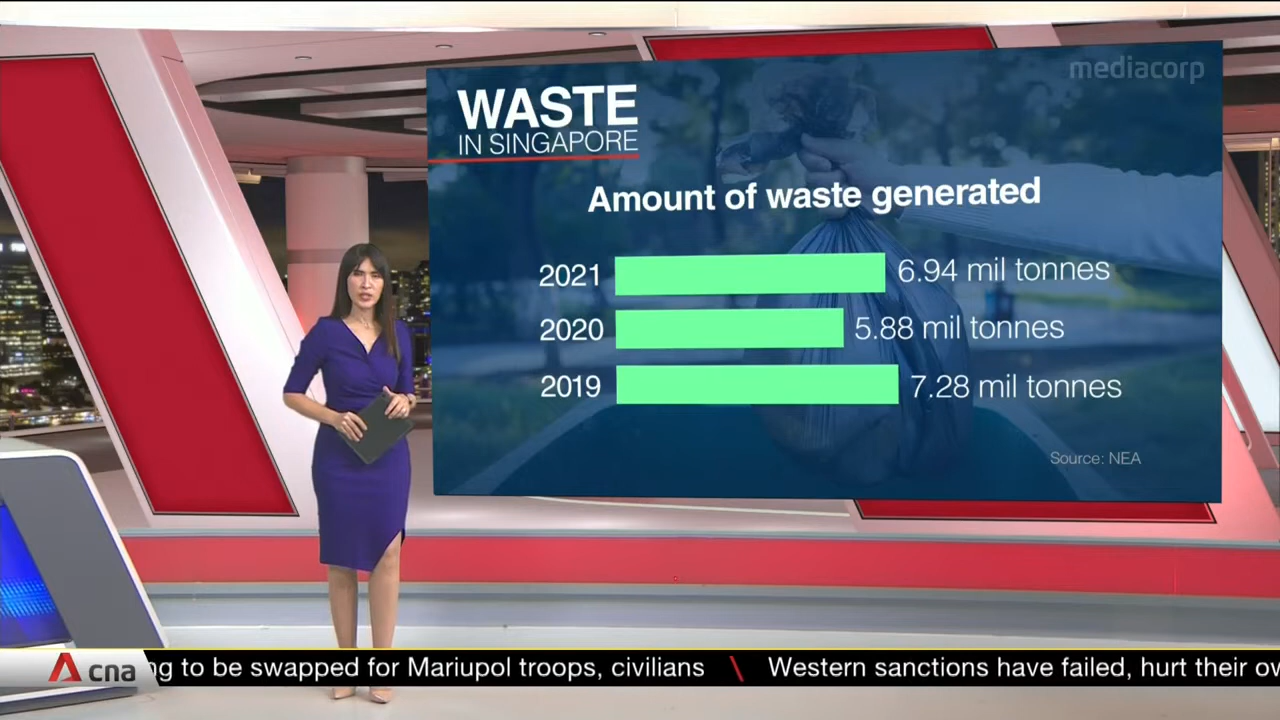 mediacorp
WASTE
IN SINGAPORE
Amount of waste generated
2021 6.94 mil tonnes
2020 5.88 mil tonnes
2019 7.28 mil tonnes
Source: NEA
cna
ng to be swapped for Mariupol troops, civilians \ Western sanctions have failed, hurt their ow